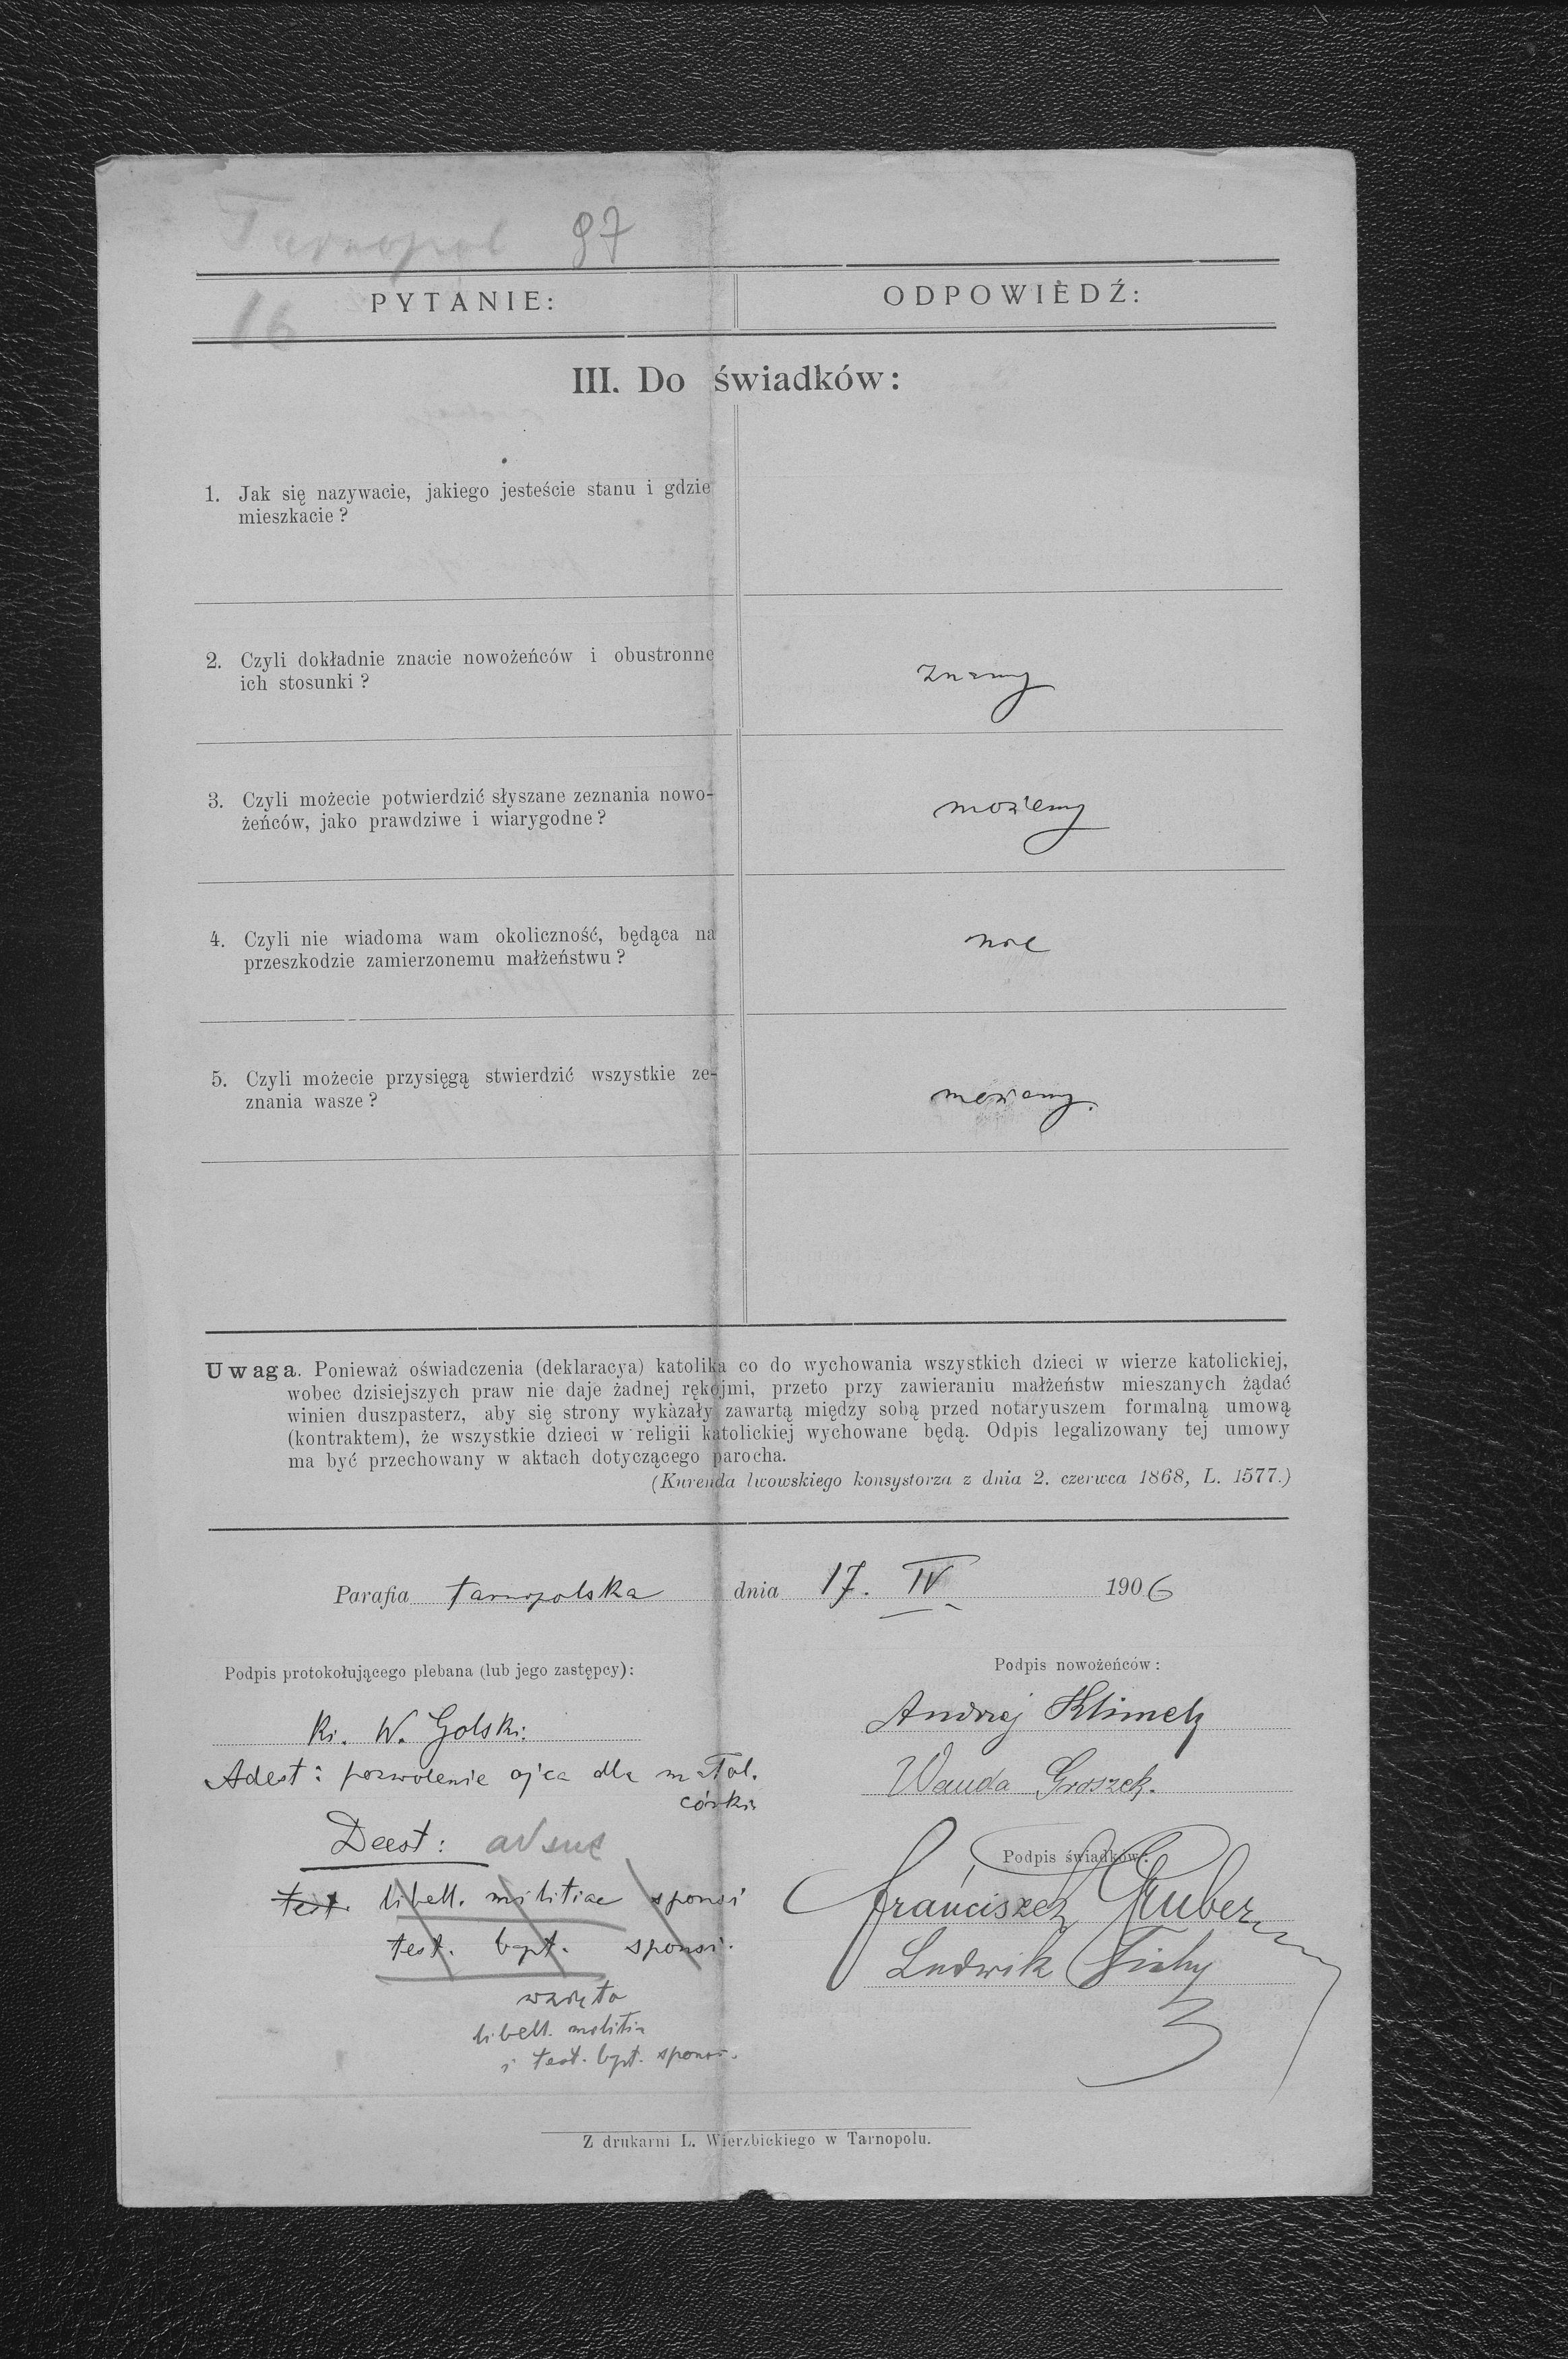 Tarnopol 97
16
PYTANIE: ODPOWIEDŹ:
III. Do świadków:
1. Jak się nazywacie, jakiego jesteście stanu i gdzie
mieszkacie?
2. Czyli dokładnie znacie nowożeńców i obustronne
ich stosunki?
znamy
3. Czyli możecie potwierdzić słyszane zeznania nowo-
żeńców, jako prawdziwe i wiarygodne?
możemy
4. Czyli nie wiadoma wam okoliczność, będąca na
przeszkodzie zamierzonemu małżeństwu?
nie
5. Czyli możecie przysięgą stwierdzić wszystkie ze-
znania wasze?
możemy.
Uwaga. Ponieważ oświadczenia (deklaracya) katolika co do wychowania wszystkich dzieci w wierze katolickiej,
wobec dzisiejszych praw nie daje żadnej rękojmi, przeto przy zawieraniu małżeństw mieszanych żądać
winien duszpasterz, aby się strony wykazały zawartą między sobą przed notaryuszem formalną umową
(kontraktem), że wszystkie dzieci w religii katolickiej wychowane będą. Odpis legalizowany tej umowy
ma być przechowany w aktach dotyczącego parocha.
(Kurenda lwowskiego konsystorza z dnia 2. czerwca 1868, L. 1577.)
Parafia tarnopolska dnia 17. IV 1906
Podpis protokołującego plebana (lub jego zastępcy):
Ks. W. Golski.
Adest: pozwolenie ojca dla małol.
córki
Deest:
test. libell. militiae sponsi
test. bapt. sponsi.
wzięto
libell. militia
i test. bpt. sponsi.
Podpis nowożeńców:
Andrzej Klimek
Wanda Groszek.
Podpis świadków:
Franciszek Gruber
Ludwik Tichy
Z drukarni L. Wierzbickiego w Tarnopolu.